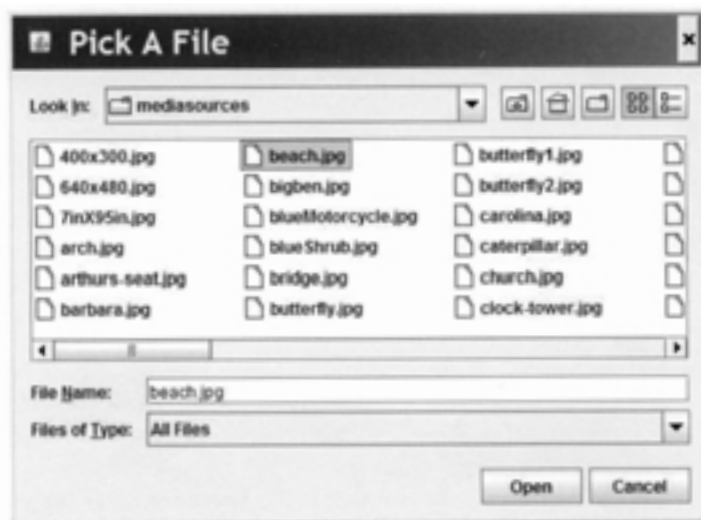 Pick A File
Look In: mediasources
400x300.jpg beach.jpg butterfly1.jpg
640x480.jpg bigben.jpg butterfly2.jpg
7inX95in.jpg blueMotorcycle.jpg carolina.jpg
arch.jpg blueShrub.jpg caterpillar.jpg
arthurs-seat.jpg bridge.jpg church.jpg
barbara.jpg butterfly.jpg clock-tower.jpg
File Name: beach.jpg
Files of Type: All Files
Open Cancel